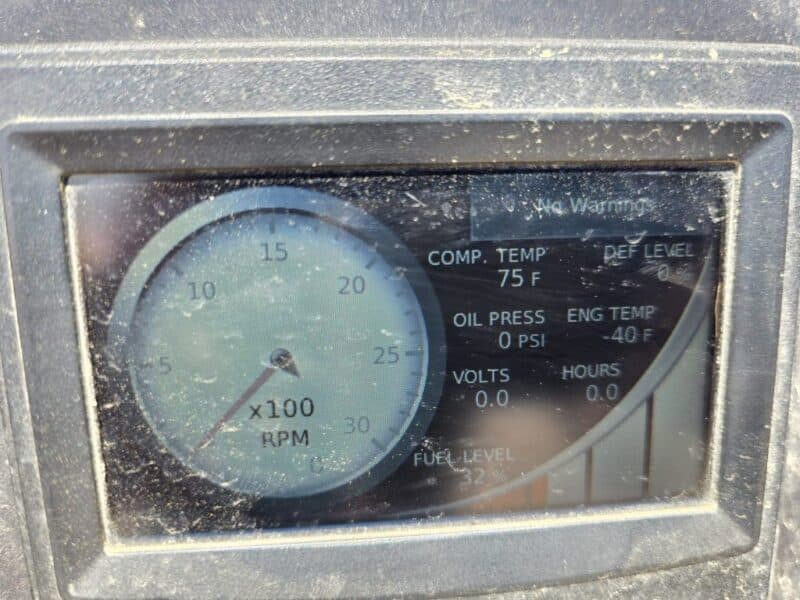 No Warnings
15
10
20
5
25
30
0
x100
RPM
COMP. TEMP
75 F
DEF LEVEL
0
OIL PRESS
0 PSI
ENG TEMP
-40 F
VOLTS
0.0
HOURS
0.0
FUEL LEVEL
32 %